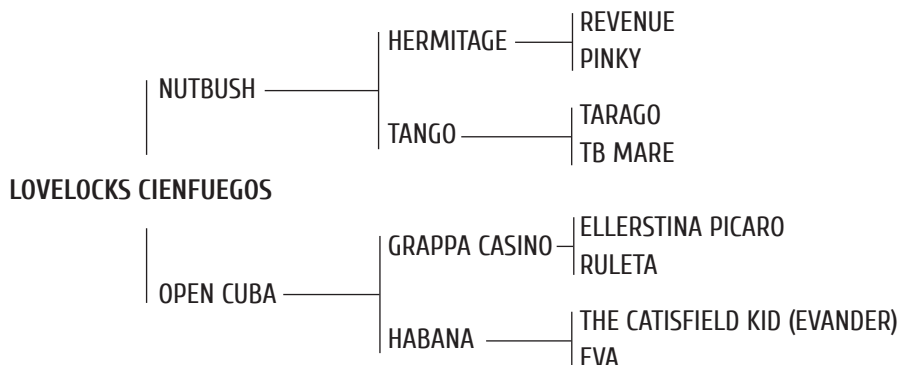 REVENUE
HERMITAGE
PINKY
NUTBUSH
TARAGO
TANGO
TB MARE
LOVELOCKS CIENFUEGOS
ELLERSTINA PICARO
GRAPPA CASINO
RULETA
OPEN CUBA
THE CATISFIELD KID (EVANDER)
HABANA
EVA